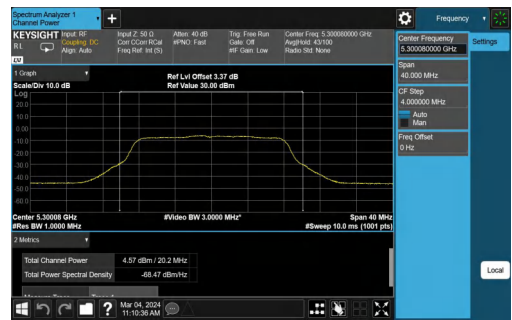 Spectrum Analyzer 1
Channel Power
+
Frequency
KEYSIGHT
RL
Input: RF
Coupling: DC
Align: Auto
Input Z: 50 Ω
Corr CCorr RCal
Freq Ref: Int (S)
Atten: 40 dB
#PNO: Fast
Trig: Free Run
Gate: Off
#IF Gain: Low
Center Freq: 5.300080000 GHz
Avg|Hold: 43/100
Radio Std: None
LV
1 Graph
Scale/Div 10.0 dB
Ref Lvl Offset 3.37 dB
Ref Value 30.00 dBm
Log
20.0
10.0
0.00
-10.0
-20.0
-30.0
-40.0
-50.0
-60.0
Center 5.30008 GHz
#Res BW 1.0000 MHz
#Video BW 3.0000 MHz*
Span 40 MHz
#Sweep 10.0 ms (1001 pts)
2 Metrics
Total Channel Power
4.57 dBm / 20.2 MHz
Total Power Spectral Density
-68.47 dBm/Hz
Mar 04, 2024
11:10:36 AM
?
Center Frequency
5.300080000 GHz
Settings
Span
40.000 MHz
CF Step
4.000000 MHz
Auto
Man
Freq Offset
0 Hz
Local